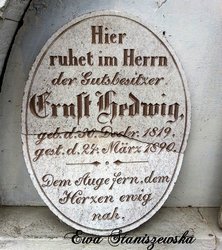 Hier
ruhet im Herrn
der Gutsbesitzer
Ernst Hedwig,
geb. d. 30. Decbr. 1819.
gest. d. 24. März 1890.
Dem Auge fern, dem
Herzen ewig
nah.
Ewa Staniszewska